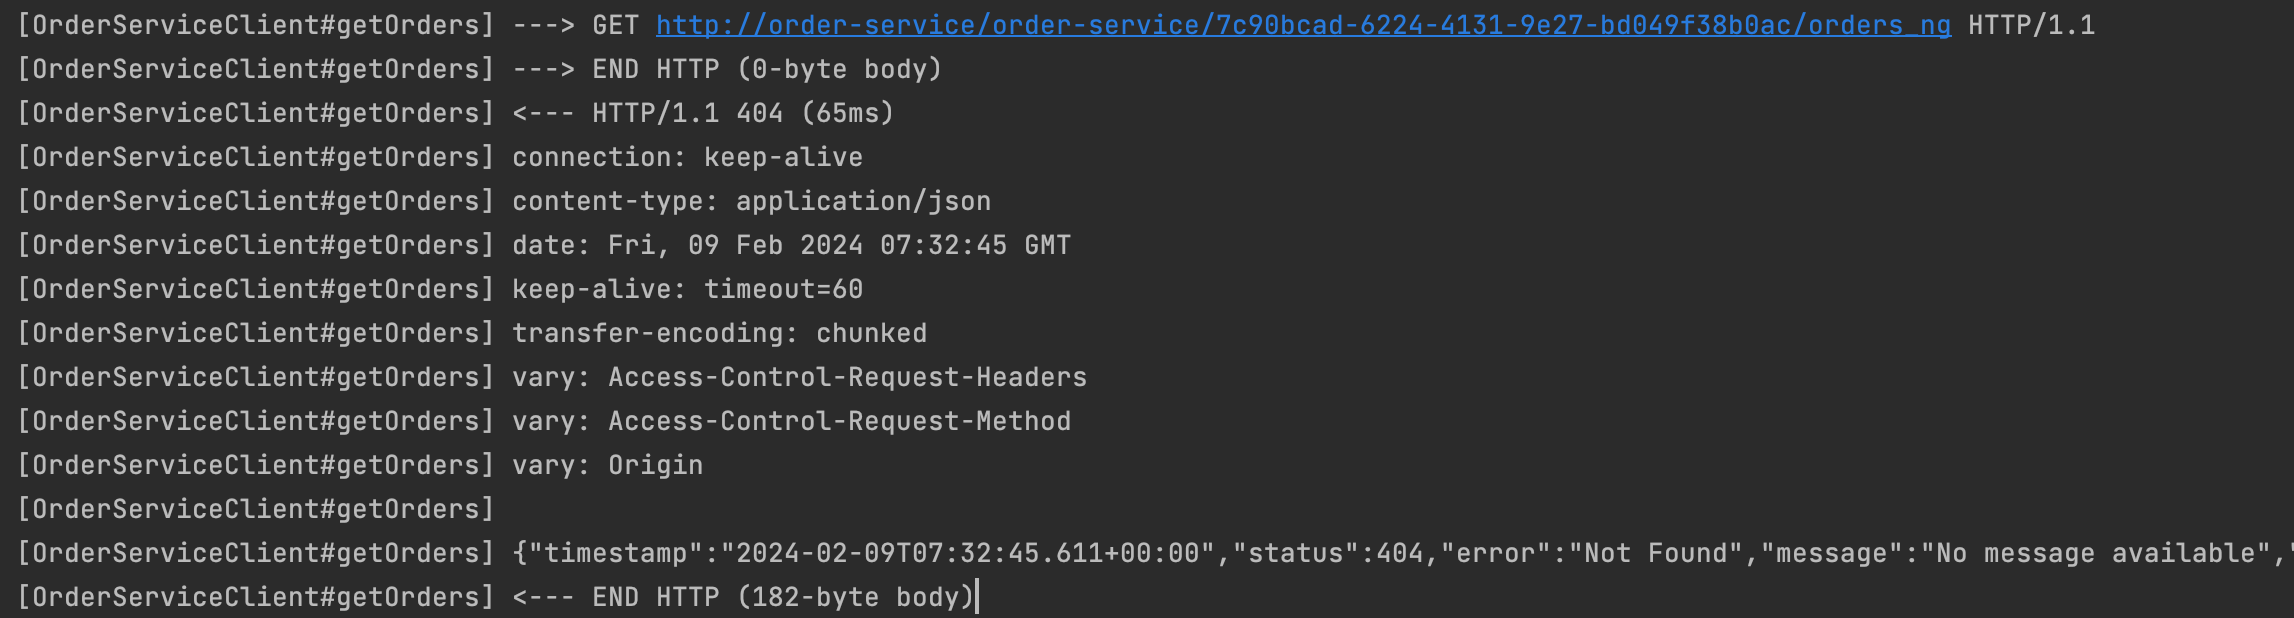 [OrderServiceClient#getOrders] ---> GET http://order-service/order-service/7c90bcad-6224-4131-9e27-bd049f38b0ac/orders_ng HTTP/1.1
[OrderServiceClient#getOrders] ---> END HTTP (0-byte body)
[OrderServiceClient#getOrders] <--- HTTP/1.1 404 (65ms)
[OrderServiceClient#getOrders] connection: keep-alive
[OrderServiceClient#getOrders] content-type: application/json
[OrderServiceClient#getOrders] date: Fri, 09 Feb 2024 07:32:45 GMT
[OrderServiceClient#getOrders] keep-alive: timeout=60
[OrderServiceClient#getOrders] transfer-encoding: chunked
[OrderServiceClient#getOrders] vary: Access-Control-Request-Headers
[OrderServiceClient#getOrders] vary: Access-Control-Request-Method
[OrderServiceClient#getOrders] vary: Origin
[OrderServiceClient#getOrders]
[OrderServiceClient#getOrders] {"timestamp":"2024-02-09T07:32:45.611+00:00","status":404,"error":"Not Found","message":"No message available","
[OrderServiceClient#getOrders] <--- END HTTP (182-byte body)